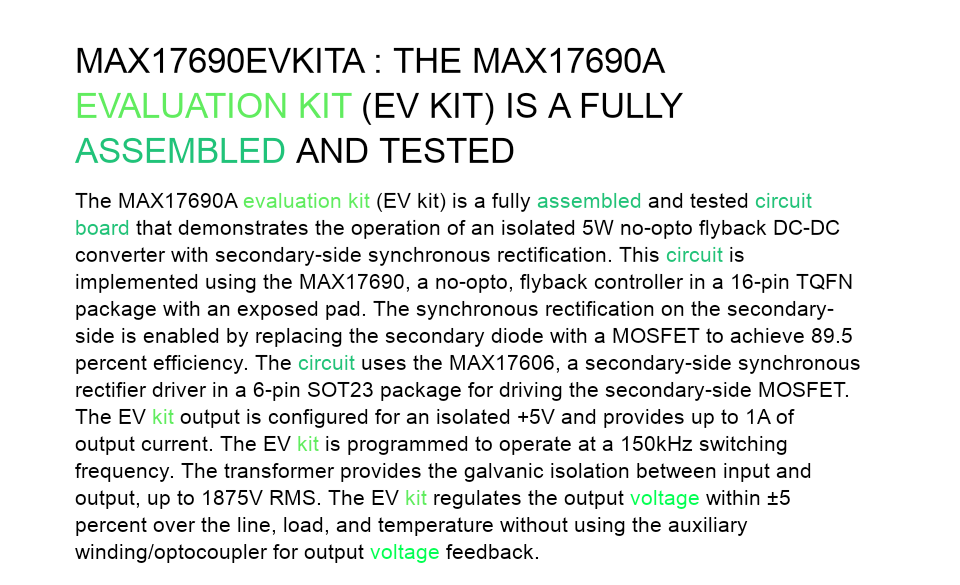 MAX17690EVKITA : THE MAX17690A
EVALUATION KIT (EV KIT) IS A FULLY
ASSEMBLED AND TESTED
The MAX17690A evaluation kit (EV kit) is a fully assembled and tested circuit
board that demonstrates the operation of an isolated 5W no-opto flyback DC-DC
converter with secondary-side synchronous rectification. This circuit is
implemented using the MAX17690, a no-opto, flyback controller in a 16-pin TQFN
package with an exposed pad. The synchronous rectification on the secondary-
side is enabled by replacing the secondary diode with a MOSFET to achieve 89.5
percent efficiency. The circuit uses the MAX17606, a secondary-side synchronous
rectifier driver in a 6-pin SOT23 package for driving the secondary-side MOSFET.
The EV kit output is configured for an isolated +5V and provides up to 1A of
output current. The EV kit is programmed to operate at a 150kHz switching
frequency. The transformer provides the galvanic isolation between input and
output, up to 1875V RMS. The EV kit regulates the output voltage within ±5
percent over the line, load, and temperature without using the auxiliary
winding/optocoupler for output voltage feedback.